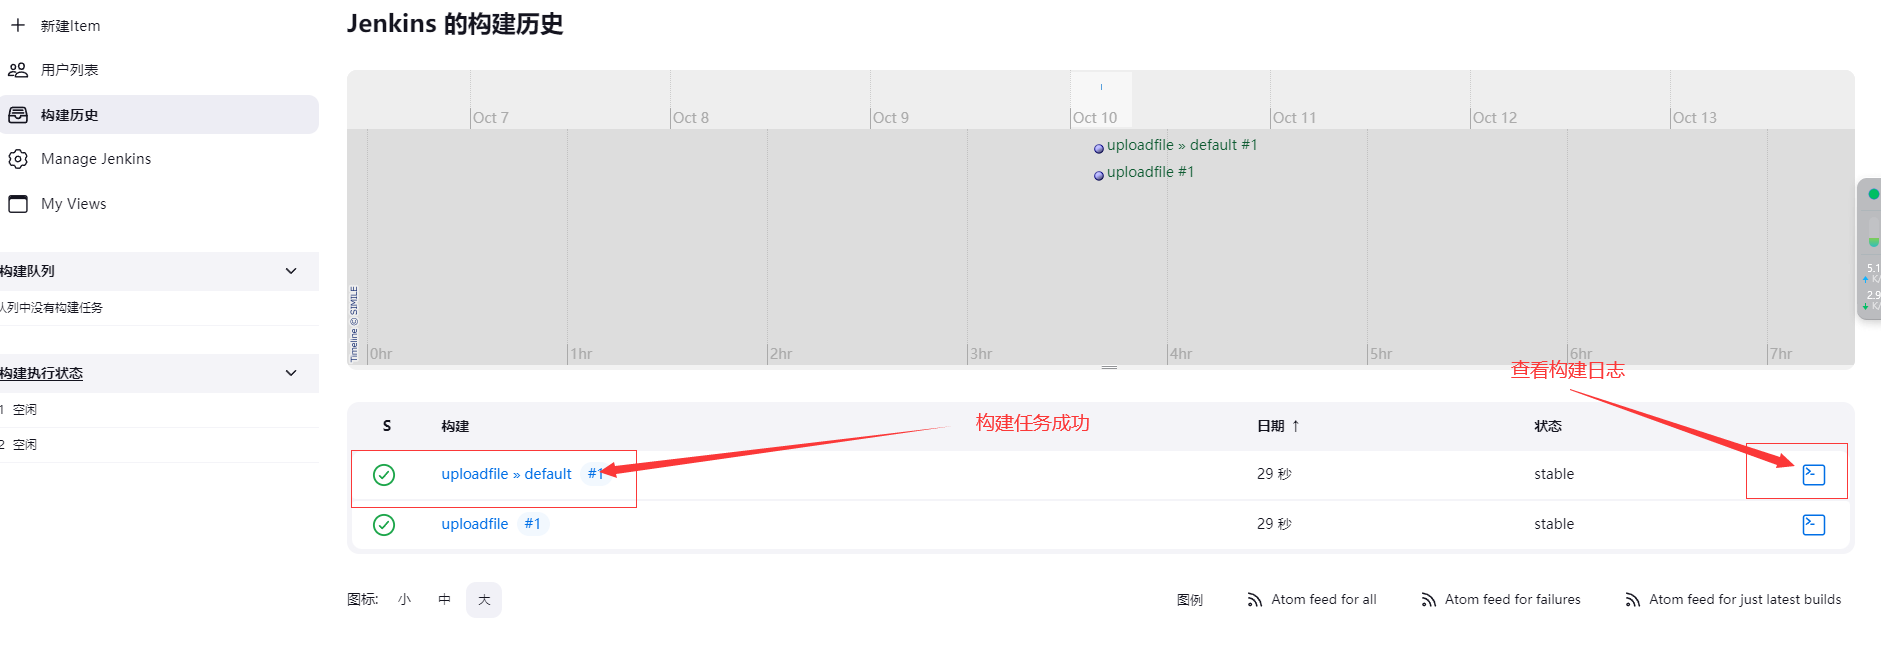 新建Item
用户列表
构建历史
Manage Jenkins
My Views
构建队列
队列中没有构建任务
构建执行状态
1 空闲
2 空闲
Jenkins 的构建历史
Oct 7
Oct 8
Oct 9
Oct 10
Oct 11
Oct 12
Oct 13
uploadfile » default #1
uploadfile #1
Timeline © SIMILE
0hr
1hr
2hr
3hr
4hr
5hr
6hr
7hr
查看构建日志
构建任务成功
S 构建 日期 ↑ 状态
uploadfile » default #1 29 秒 stable
uploadfile #1 29 秒 stable
图标: 小 中 大
图例 Atom feed for all Atom feed for failures Atom feed for just latest builds
5.1
2.9